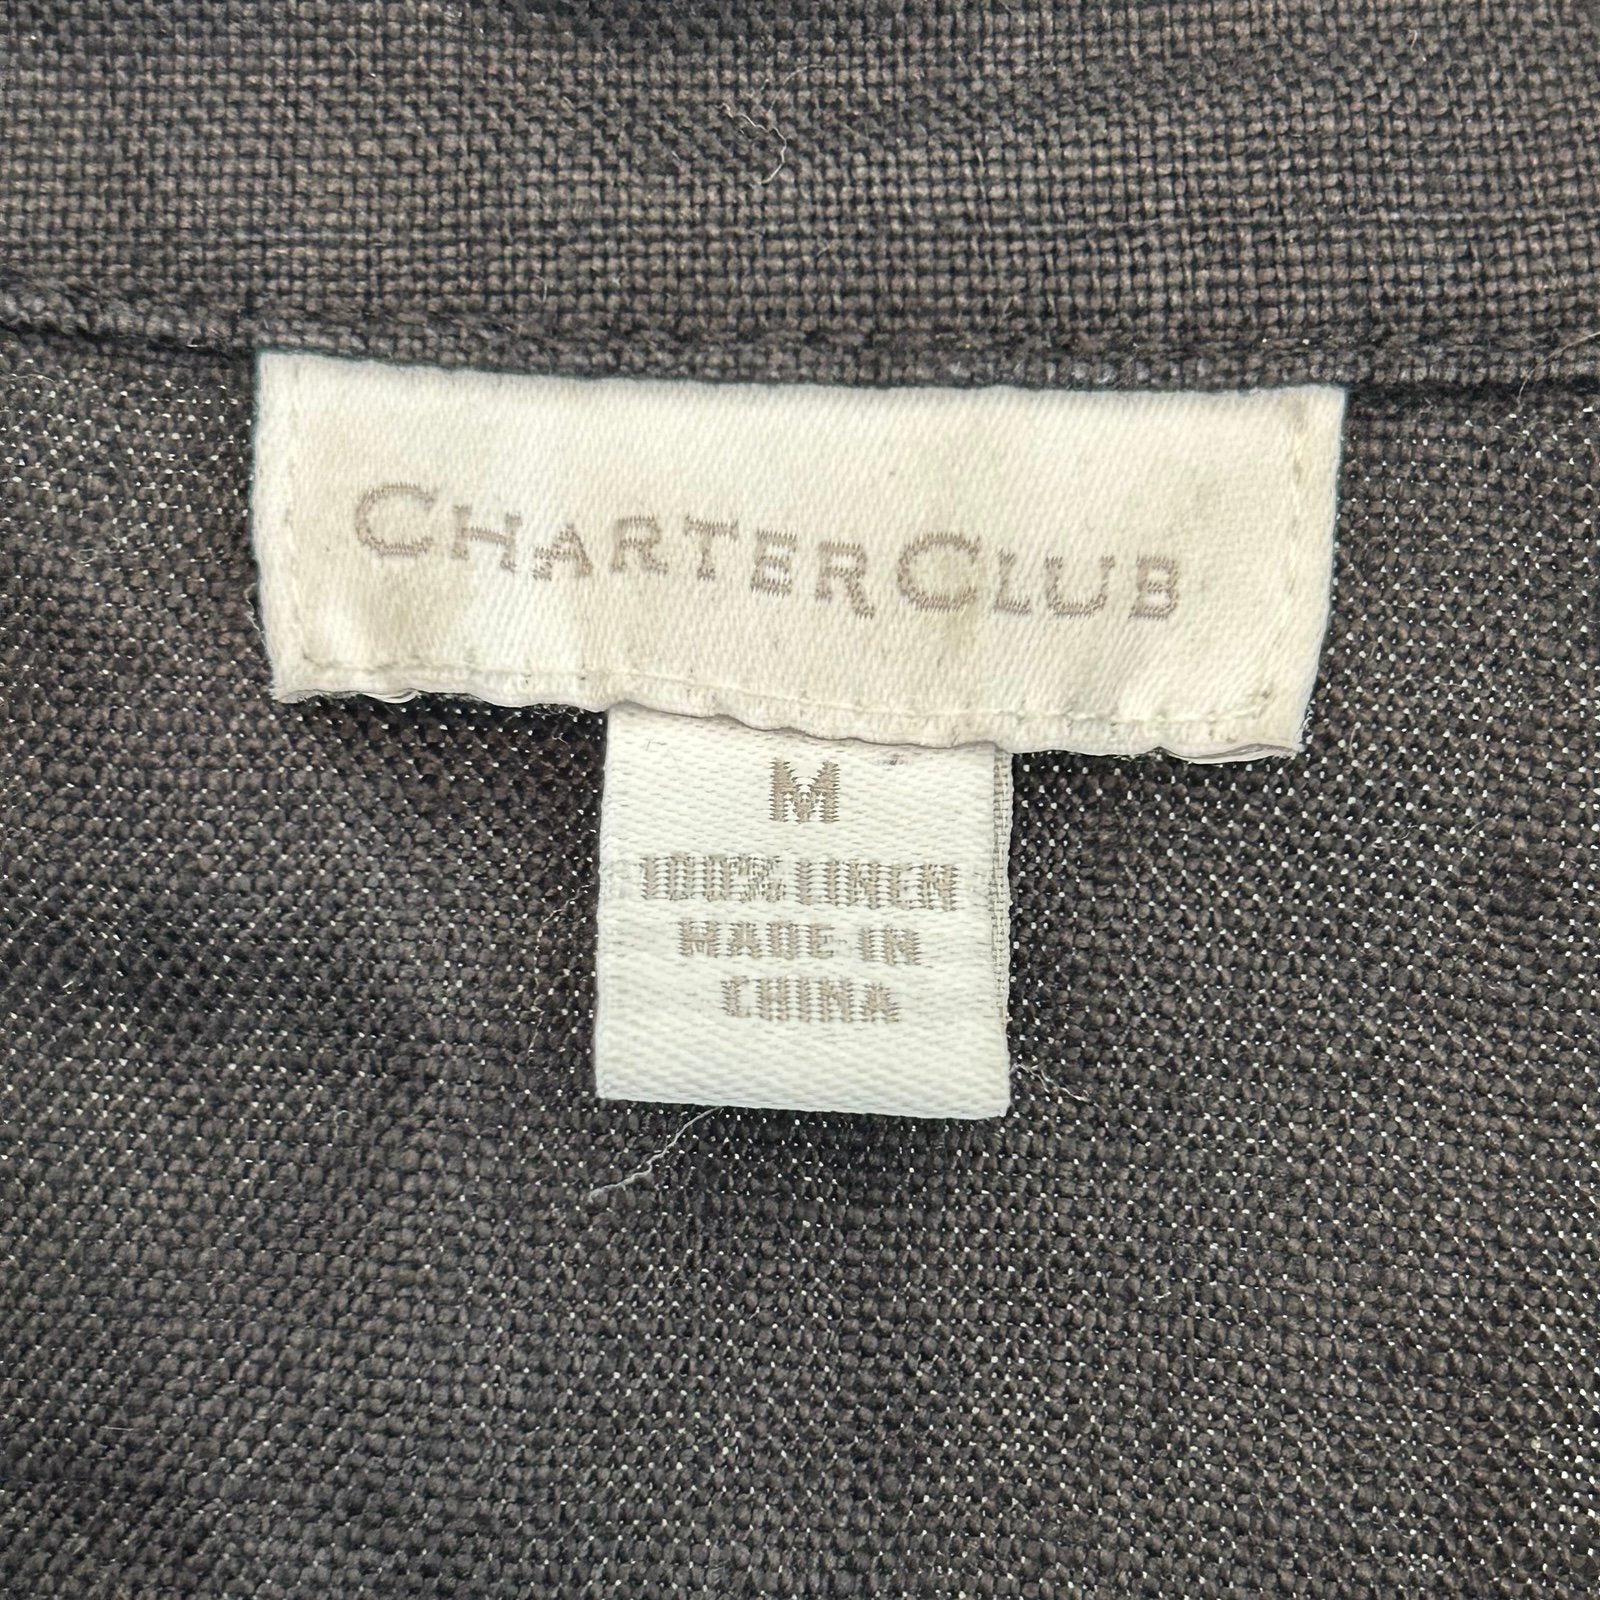 CHARTER CLUB
M
100% LINEN
MADE IN
CHINA